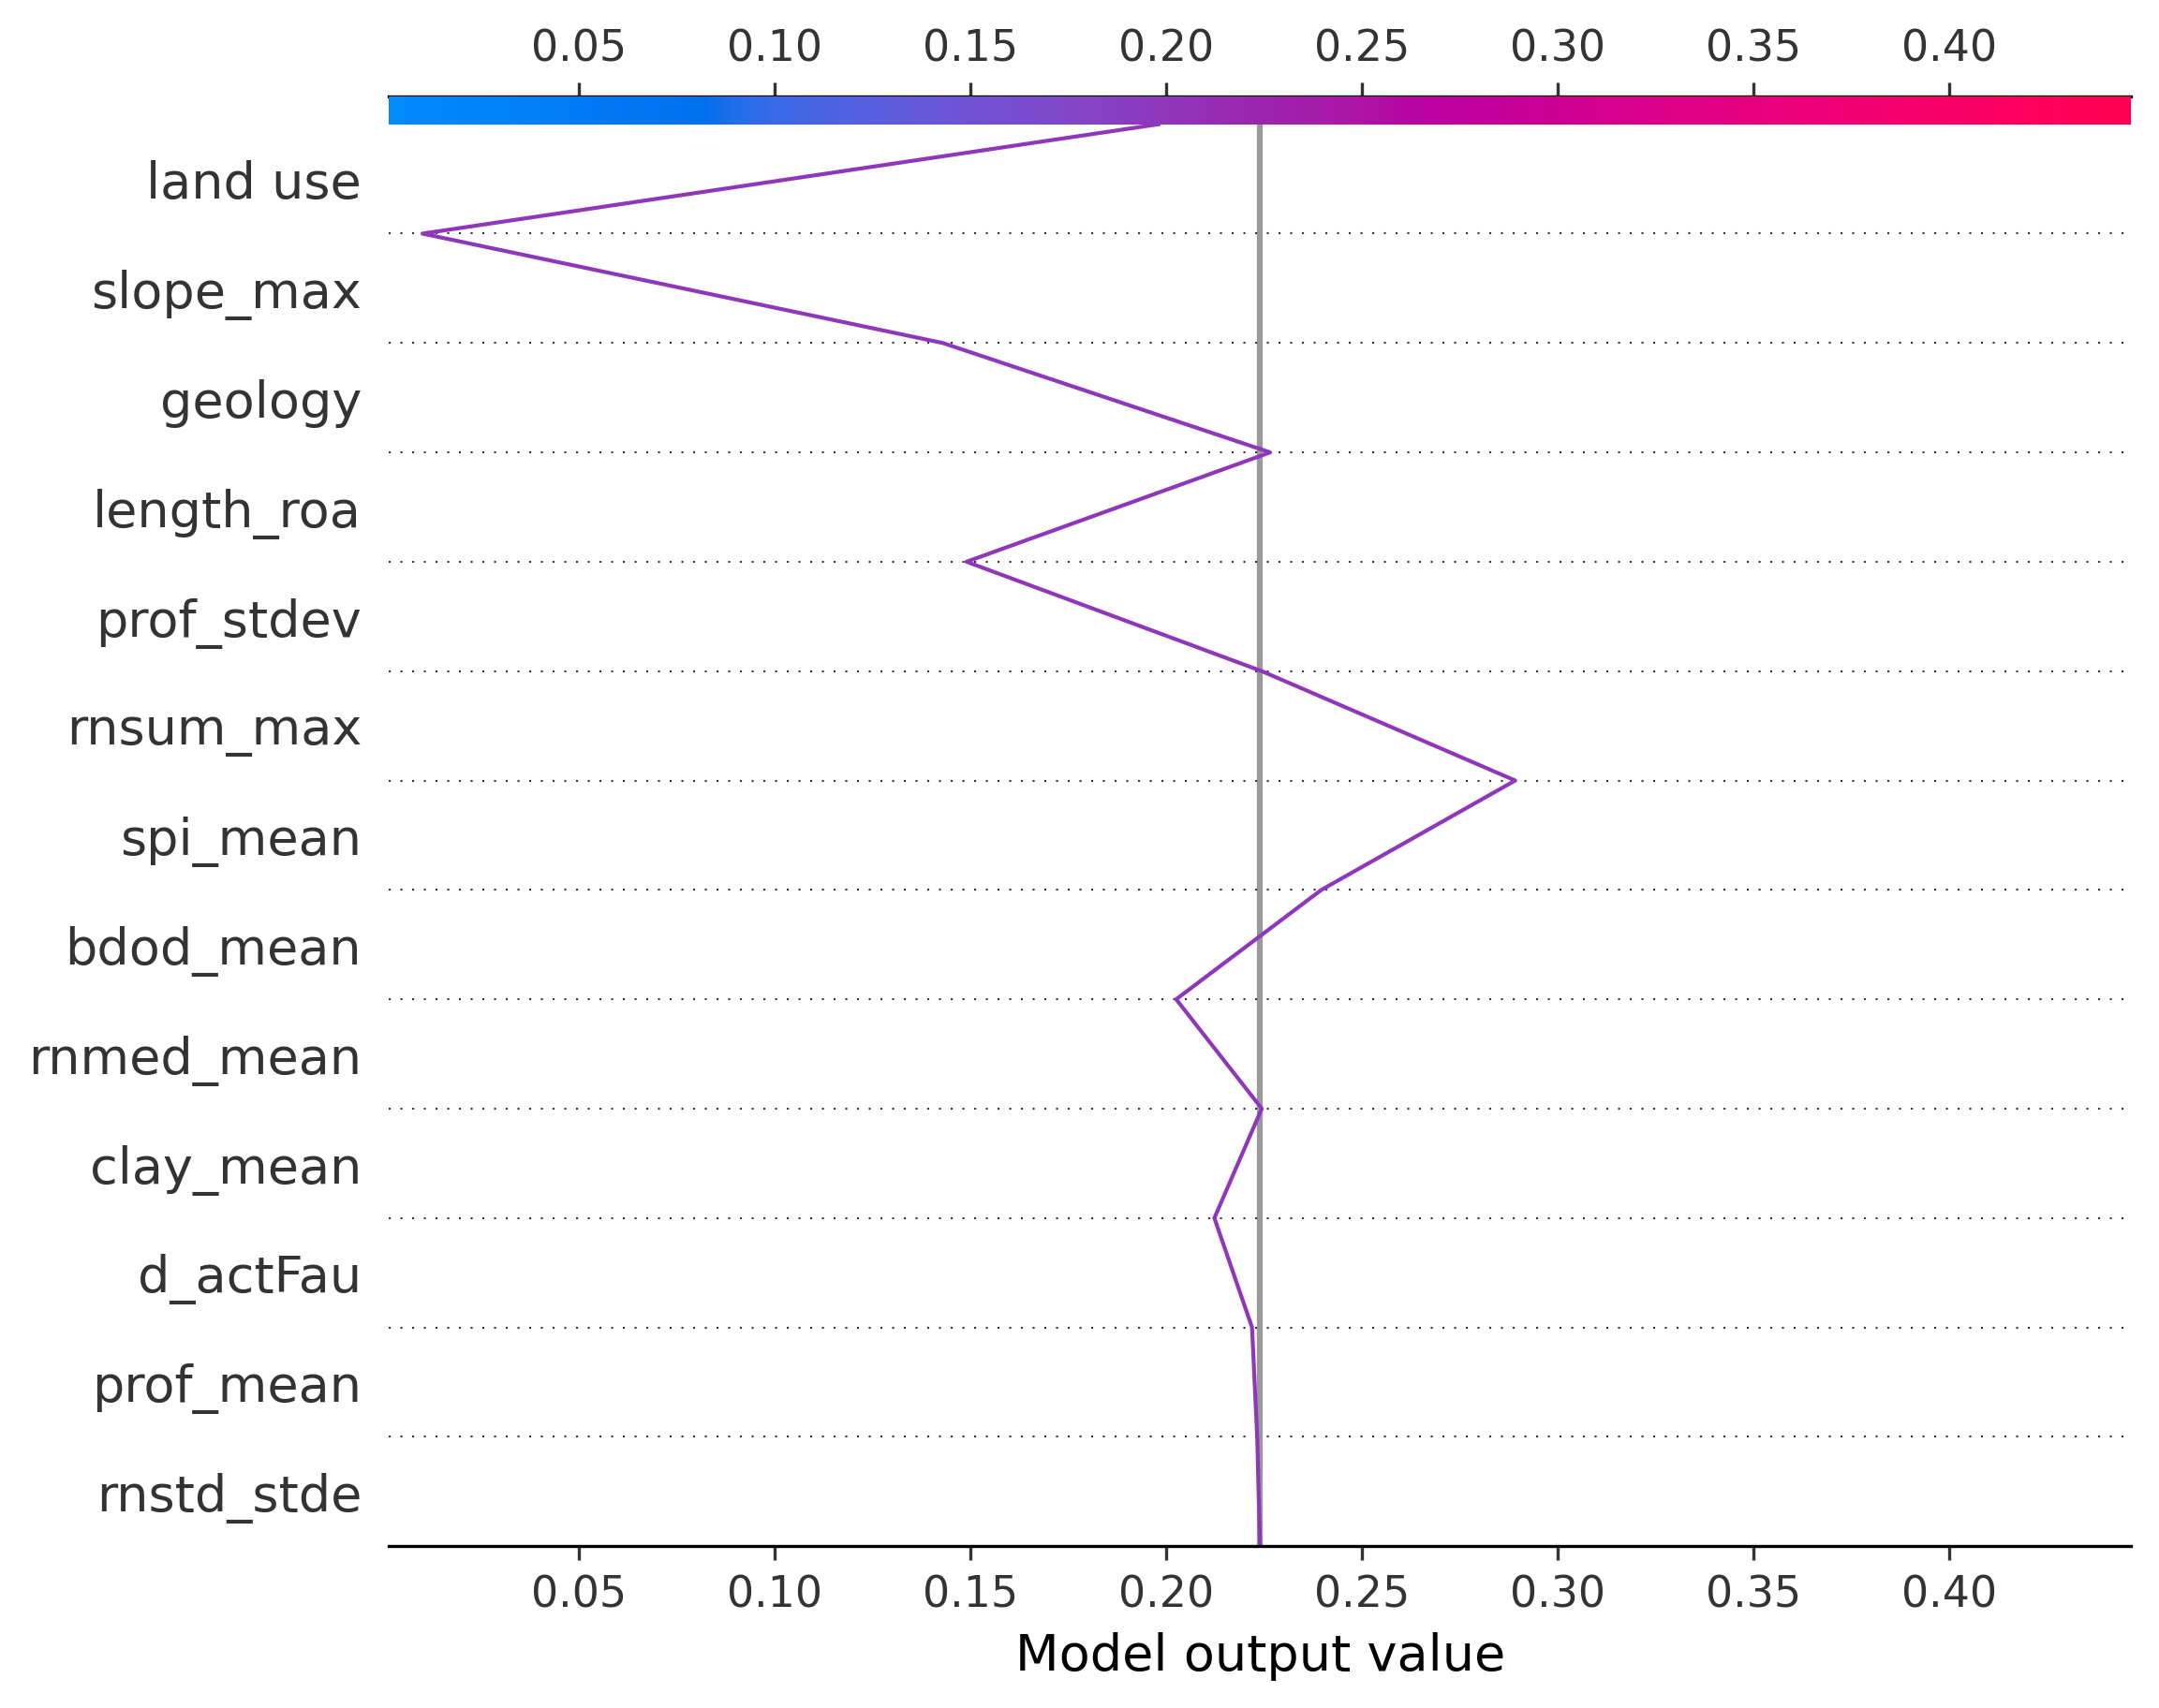 0.05 0.10 0.15 0.20 0.25 0.30 0.35 0.40
land use
slope_max
geology
length_roa
prof_stdev
rnsum_max
spi_mean
bdod_mean
rnmed_mean
clay_mean
d_actFau
prof_mean
rnstd_stde
0.05 0.10 0.15 0.20 0.25 0.30 0.35 0.40
Model output value